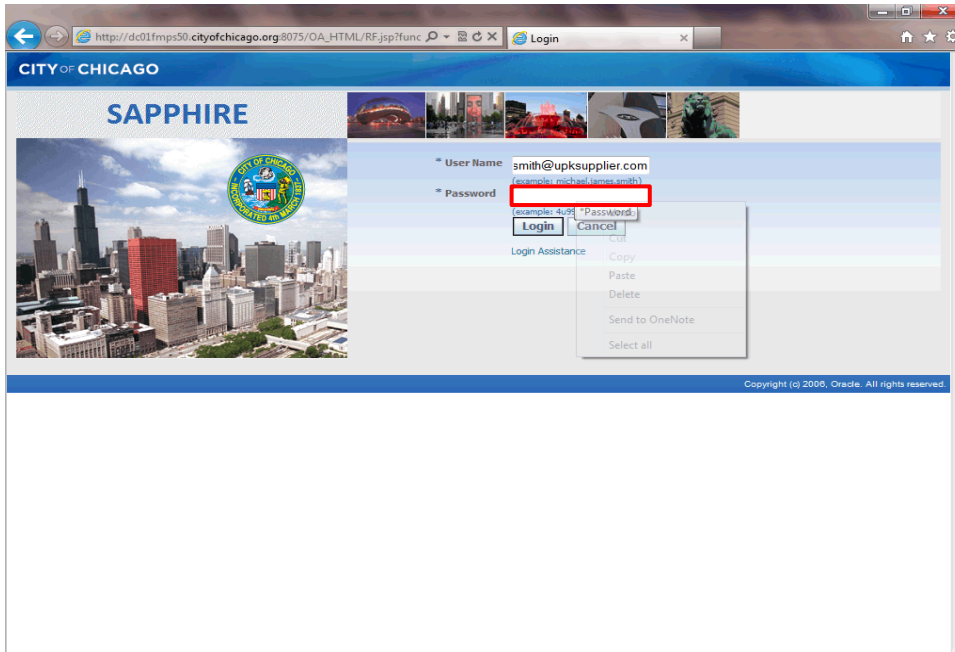 http://dc01fmps50.cityofchicago.org:8075/OA_HTML/RF.jsp?func
Login
CITY OF CHICAGO
SAPPHIRE
CITY OF CHICAGO
INCORPORATED 4th MARCH
* User Name smith@upksupplier.com
(example: michael.james.smith)
* Password
(example: 4u99
*Password
Login Cancel
Cut
Login Assistance
Copy
Paste
Delete
Send to OneNote
Select all
Copyright (c) 2006, Oracle. All rights reserved.